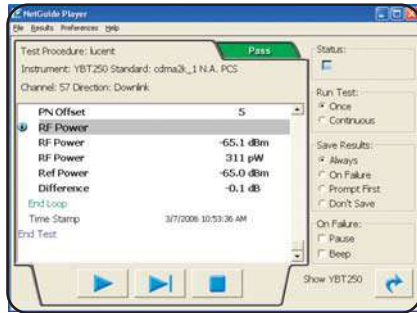 NetGuide Player
File Results Preferences Help
Test Procedure: lucent
Pass
Instrument: YBT250 Standard: cdma2k_1 N.A. PCS
Channel: 57 Direction: Downlink
PN Offset 5
RF Power
RF Power -65.1 dBm
RF Power 311 pW
Ref Power -65.0 dBm
Difference -0.1 dB
End Loop
Time Stamp 3/7/2006 10:53:36 AM
End Test
Status:
Run Test:
Once
Continuous
Save Results:
Always
On Failure
Prompt First
Don't Save
On Failure:
Pause
Beep
Show YBT250